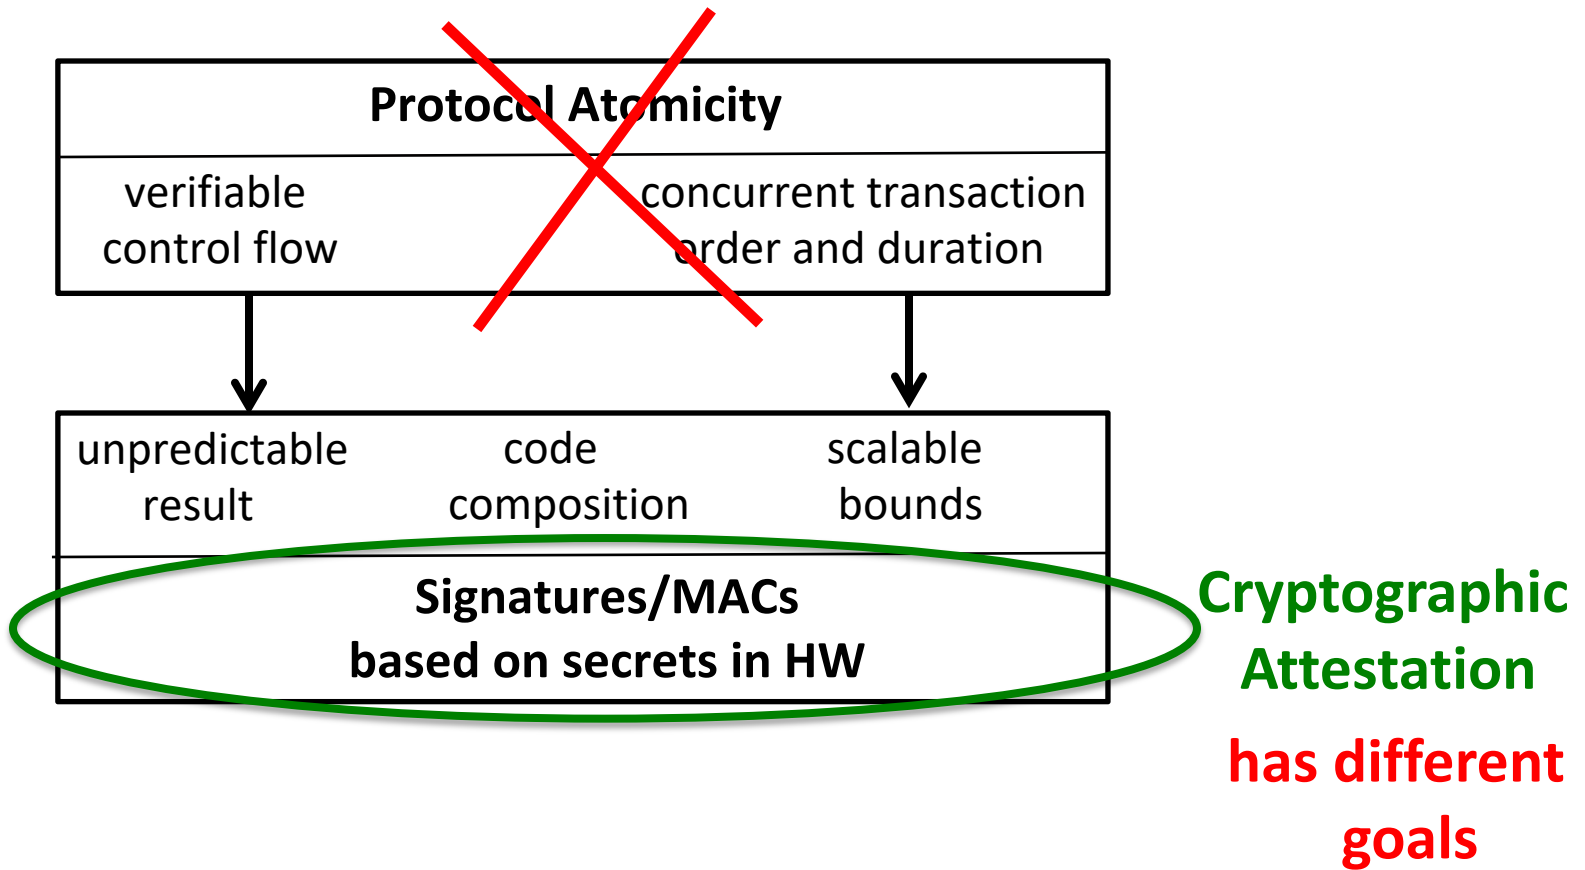 Protocol Atomicity
verifiable
control flow
concurrent transaction
order and duration
unpredictable
result
code
composition
scalable
bounds
Signatures/MACs
based on secrets in HW
Cryptographic
Attestation
has different
goals